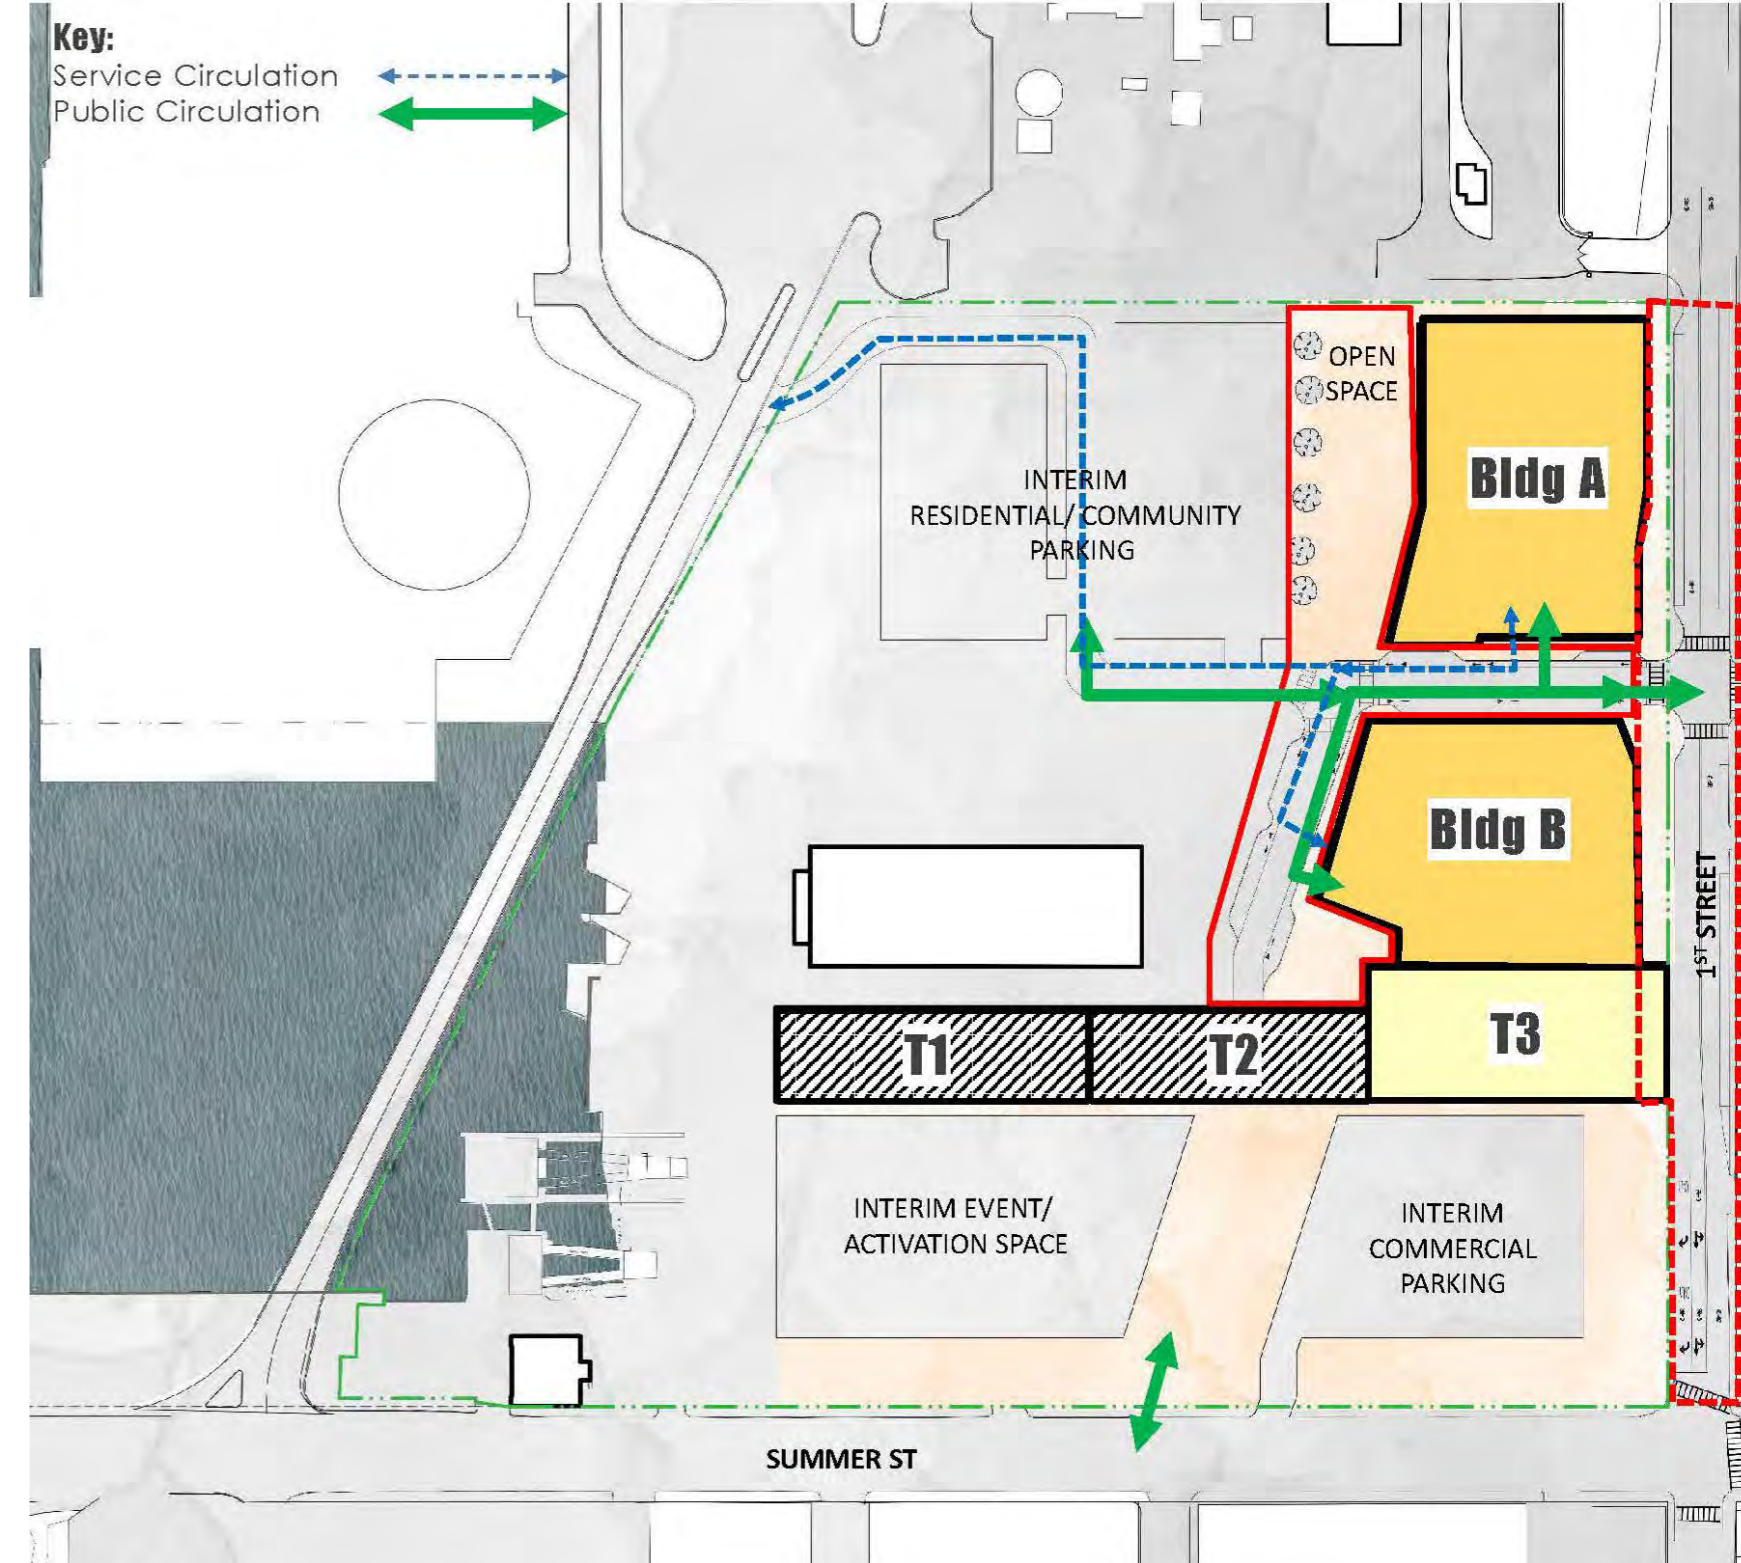 Key:
Service Circulation
Public Circulation
OPEN
SPACE
Bldg A
INTERIM
RESIDENTIAL/ COMMUNITY
PARKING
Bldg B
1ST STREET
T1
T2
T3
INTERIM EVENT/
ACTIVATION SPACE
INTERIM
COMMERCIAL
PARKING
SUMMER ST